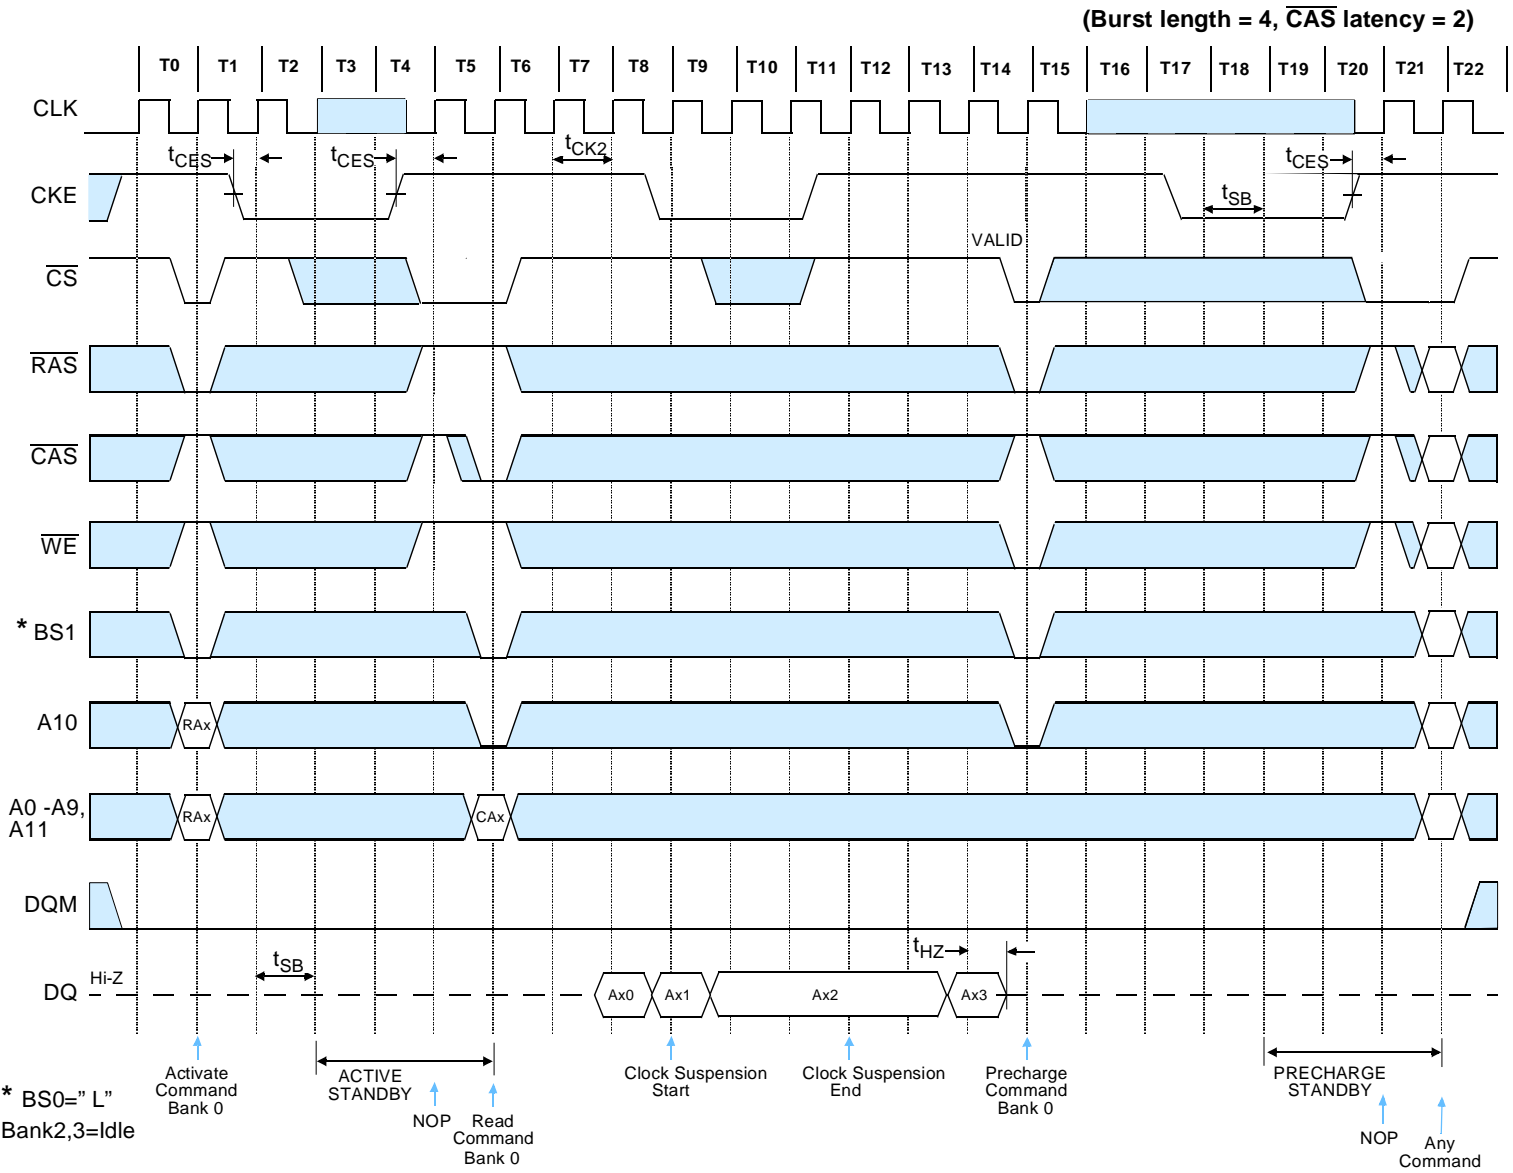 (Burst length = 4, CAS latency = 2)
T0 T1 T2 T3 T4 T5 T6 T7 T8 T9 T10 T11 T12 T13 T14 T15 T16 T17 T18 T19 T20 T21 T22
CLK
tCES tCES tCK2 tCES
CKE
tSB
VALID
CS
RAS
CAS
WE
* BS1
A10
RAx
A0 -A9,
A11
RAx CAx
DQM
tHZ
tSB
Hi-Z
DQ
Ax0 Ax1 Ax2 Ax3
Activate
Command
Bank 0
ACTIVE
STANDBY
NOP
Read
Command
Bank 0
Clock Suspension
Start
Clock Suspension
End
Precharge
Command
Bank 0
PRECHARGE
STANDBY
NOP
Any
Command
* BS0=” L”
Bank2,3=Idle